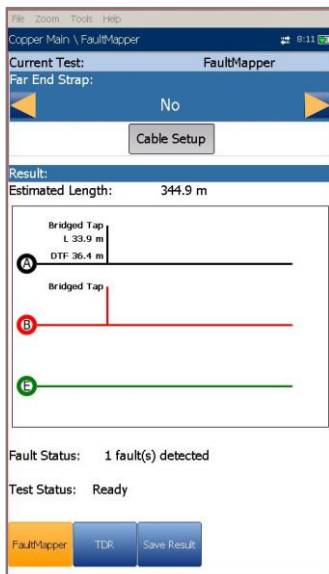 File Zoom Tools Help
Copper Main \ FaultMapper 8:11
Current Test: FaultMapper
Far End Strap:
No
Cable Setup
Result:
Estimated Length: 344.9 m
Bridged Tap
L 33.9 m
DTF 36.4 m
A
Bridged Tap
B
E
Fault Status: 1 fault(s) detected
Test Status: Ready
FaultMapper TDR Save Result